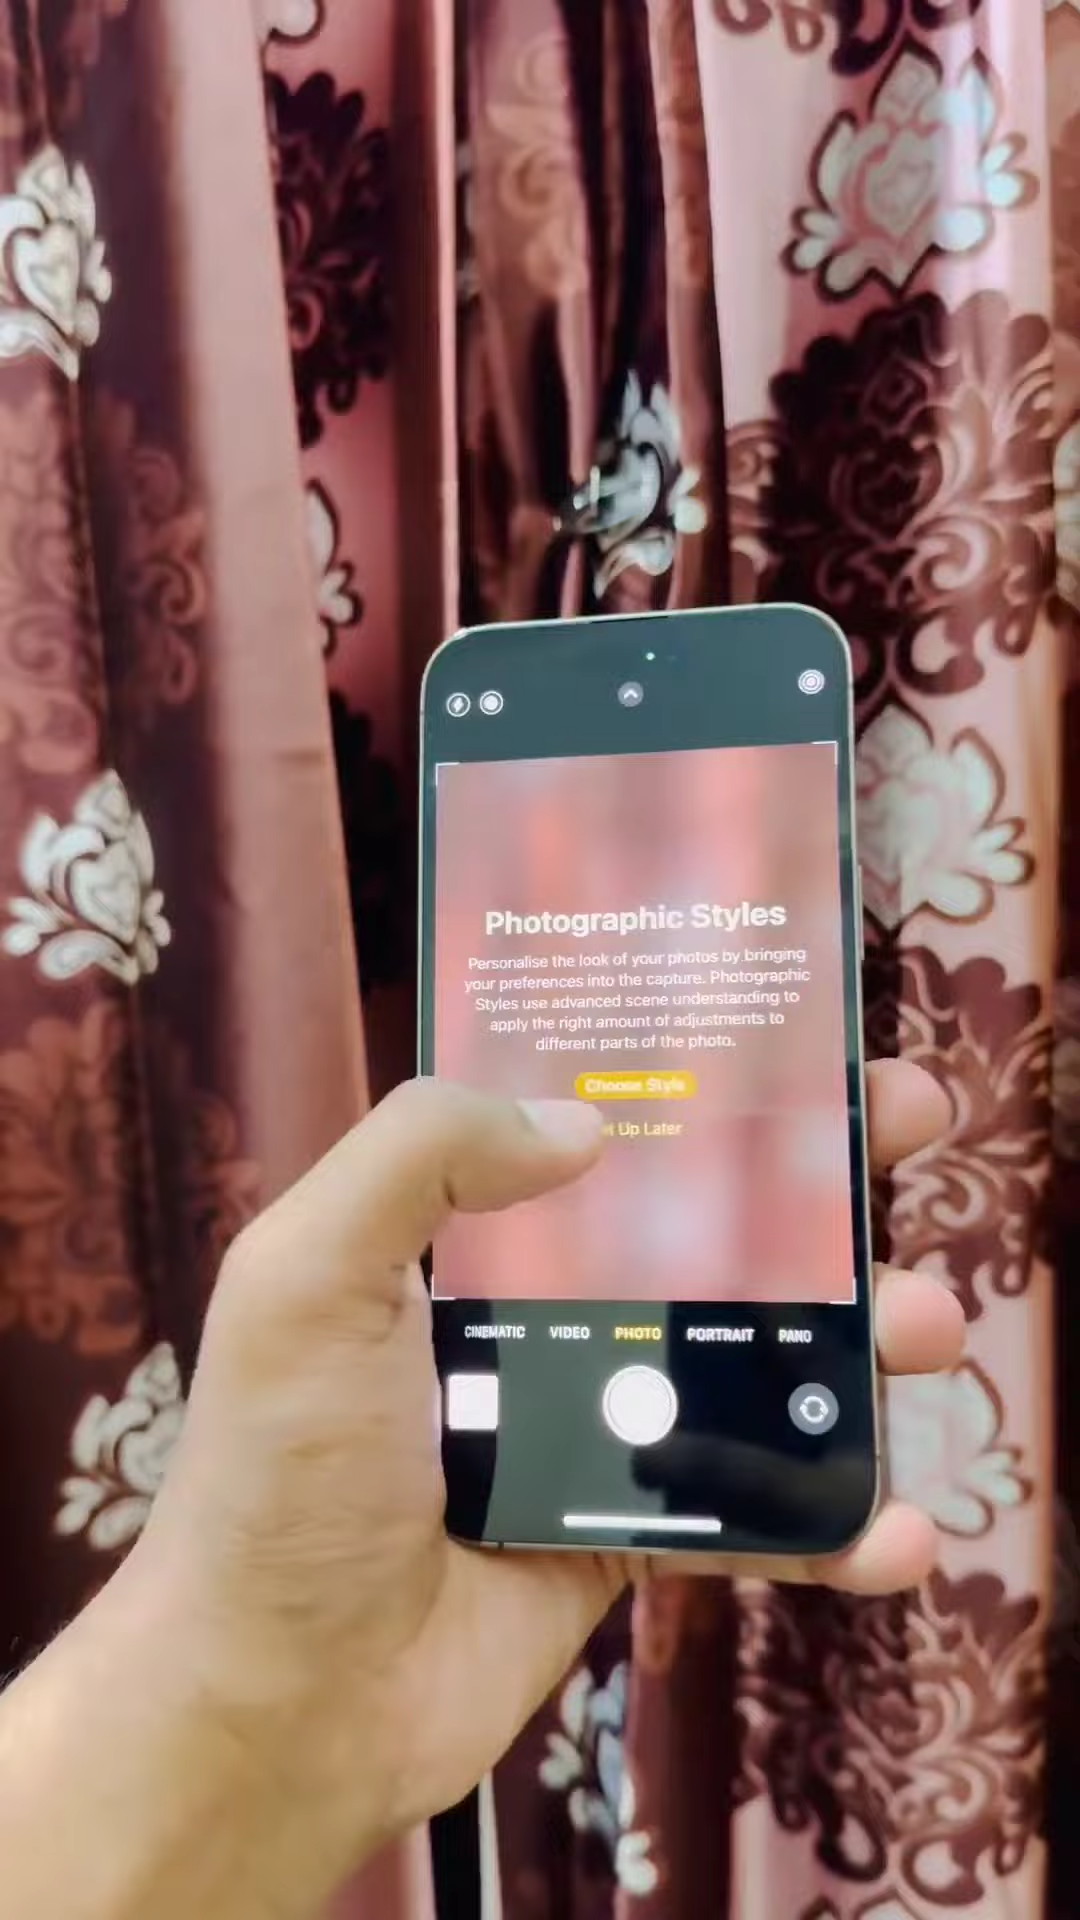 Photographic Styles
Personalise the look of your photos by bringing
your preferences into the capture. Photographic
Styles use advanced scene understanding to
apply the right amount of adjustments to
different parts of the photo.
Choose Style
Up Later
CINEMATIC VIDEO PHOTO PORTRAIT PANO